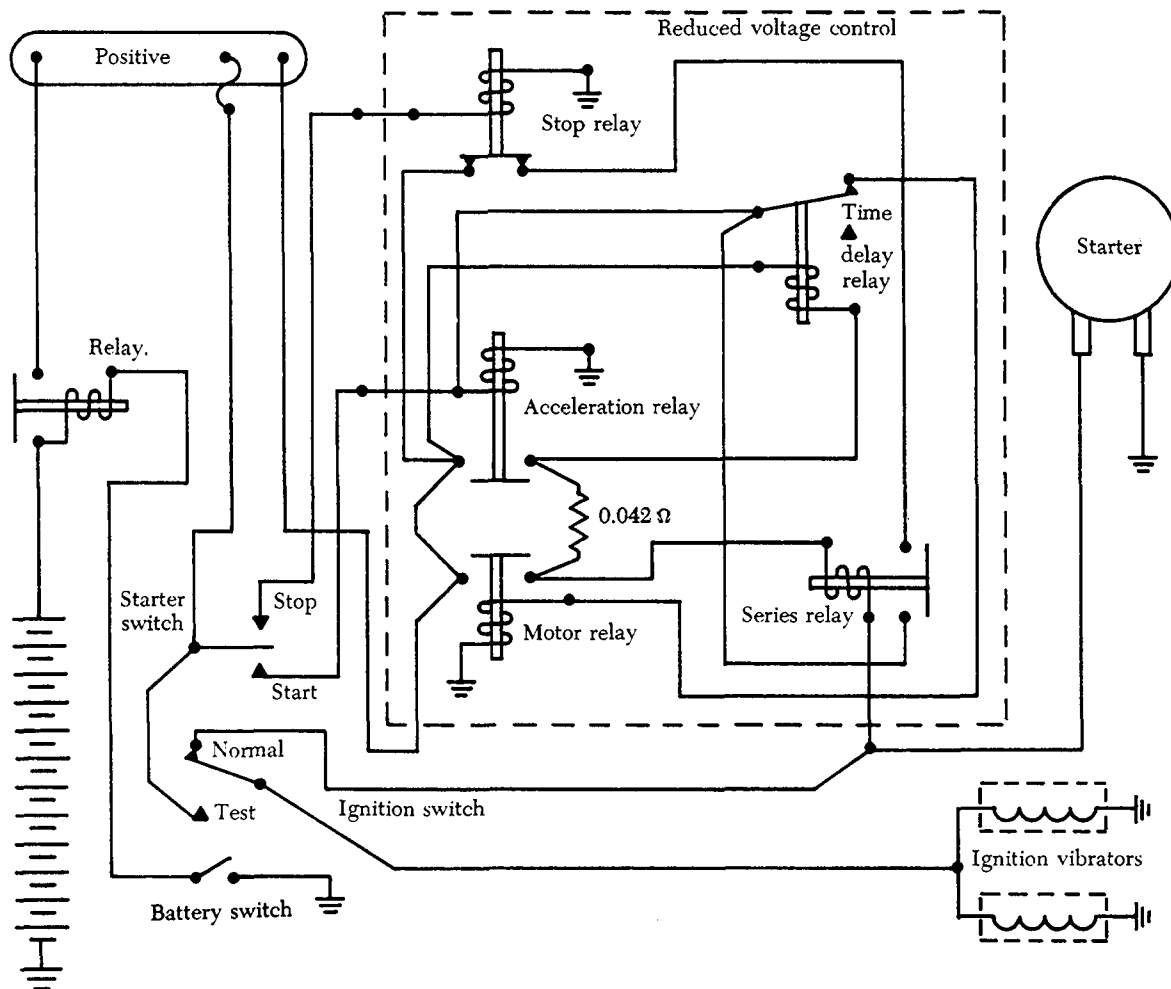 Reduced voltage control
Positive
Stop relay
Time
delay
relay
Starter
Relay.
Acceleration relay
0.042 Ω
Starter
switch
Stop
Series relay
Motor relay
Start
Normal
Ignition switch
Test
Ignition vibrators
Battery switch